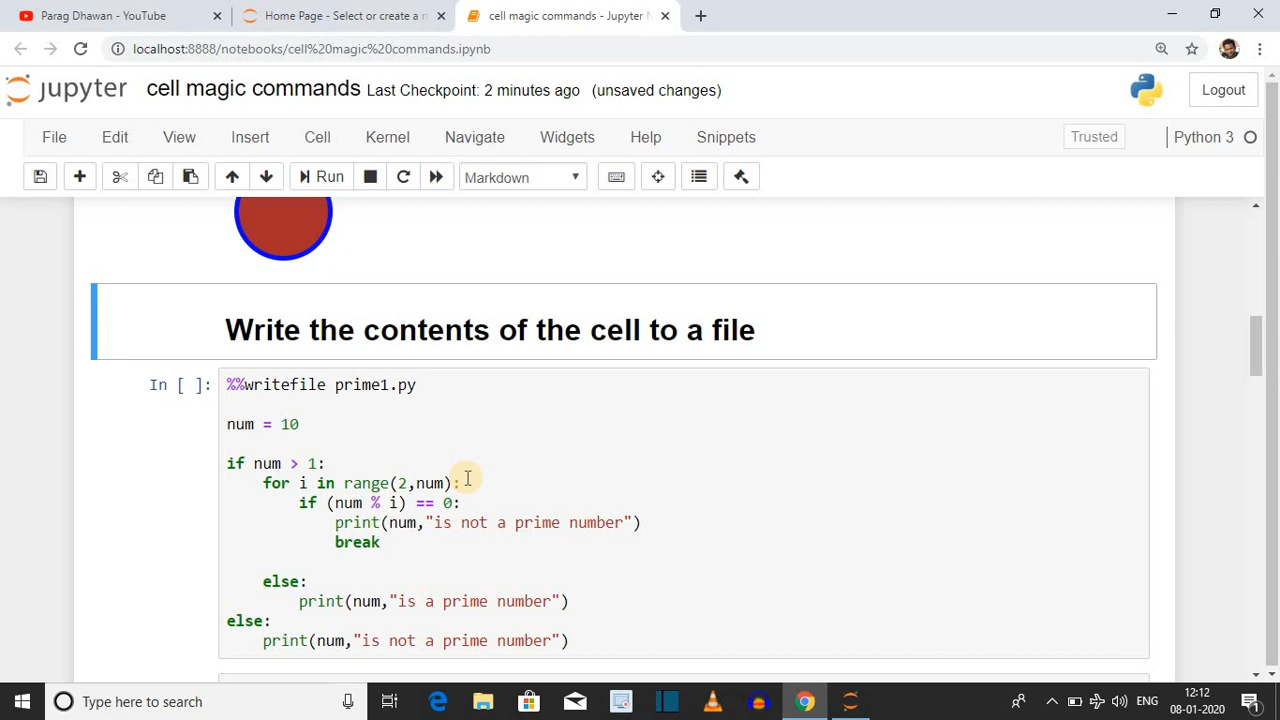 Parag Dhawan - YouTube
Home Page - Select or create a n
cell magic commands - Jupyter N
localhost:8888/notebooks/cell%20magic%20commands.ipynb
jupyter cell magic commands Last Checkpoint: 2 minutes ago (unsaved changes)
Logout
File Edit View Insert Cell Kernel Navigate Widgets Help Snippets
Trusted
Python 3
Run
Markdown
Write the contents of the cell to a file
In [ ]: %%writefile prime1.py
num = 10
if num > 1:
for i in range(2,num):
if (num % i) == 0:
print(num,"is not a prime number")
break
else:
print(num,"is a prime number")
else:
print(num,"is not a prime number")
Type here to search
ENG
12:12
08-01-2020
1